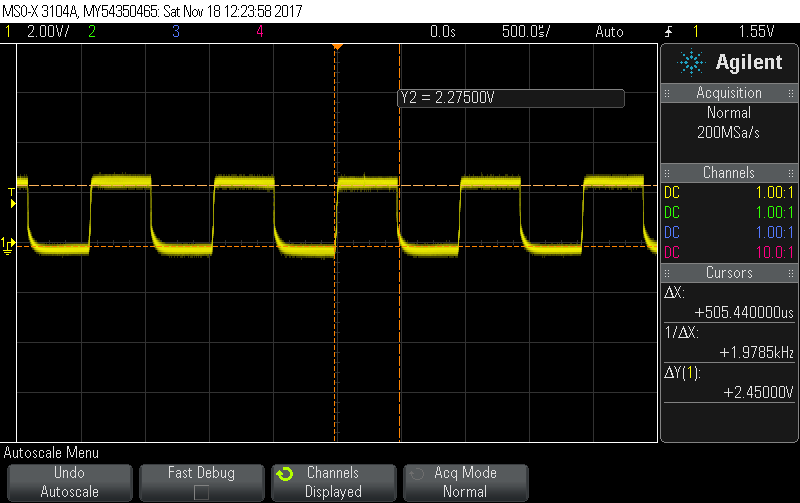 MSO-X 3104A, MY54350465: Sat Nov 18 12:23:58 2017
1 2.00V/ 2 3 4 0.0s 500.0µs/ Auto 1 1.55V
Agilent
Acquisition
Normal
200MSa/s
Channels
DC 1.00:1
DC 1.00:1
DC 1.00:1
DC 10.0:1
Cursors
ΔX:
+505.440000us
1/ΔX:
+1.9785kHz
ΔY(1):
+2.45000V
Y2 = 2.27500V
T
1
Autoscale Menu
Undo
Autoscale
Fast Debug
Channels
Displayed
Acq Mode
Normal